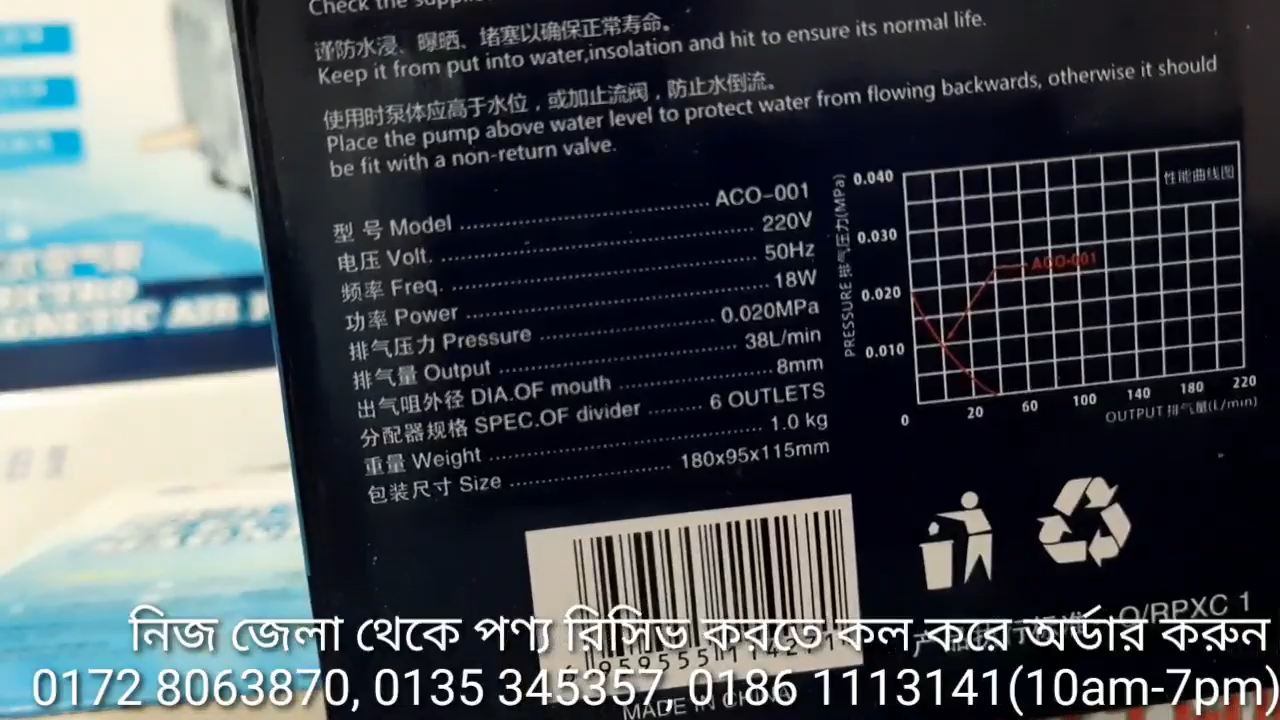 Check the
谨防水浸、曝晒、堵塞以确保正常寿命。
Keep it from put into water,insolation and hit to ensure its normal life.
使用时泵体应高于水位，或加止流阀，防止水倒流。
Place the pump above water level to protect water from flowing backwards, otherwise it should
be fit with a non-return valve.
型 号 Model ACO-001
电压 Volt. 220V
频率 Freq. 50Hz
功率 Power 18W
排气压力 Pressure 0.020MPa
排气量 Output 38L/min
出气咀外径 DIA.OF mouth 8mm
分配器规格 SPEC.OF divider 6 OUTLETS
重量 Weight 1.0 kg
包装尺寸 Size 180x95x115mm
性能曲线图
PRESSURE 排气压力(MPa)
0.040
0.030
0.020
0.010
0
ACO-001
20 60 100 140 180 220
OUTPUT 排气量(L/min)
Q/RPXC 1
MADE IN CHINA
নিজ জেলা থেকে পণ্য রিসিভ করতে কল করে অর্ডার করুন
0172 8063870, 0135 345357, 0186 1113141(10am-7pm)